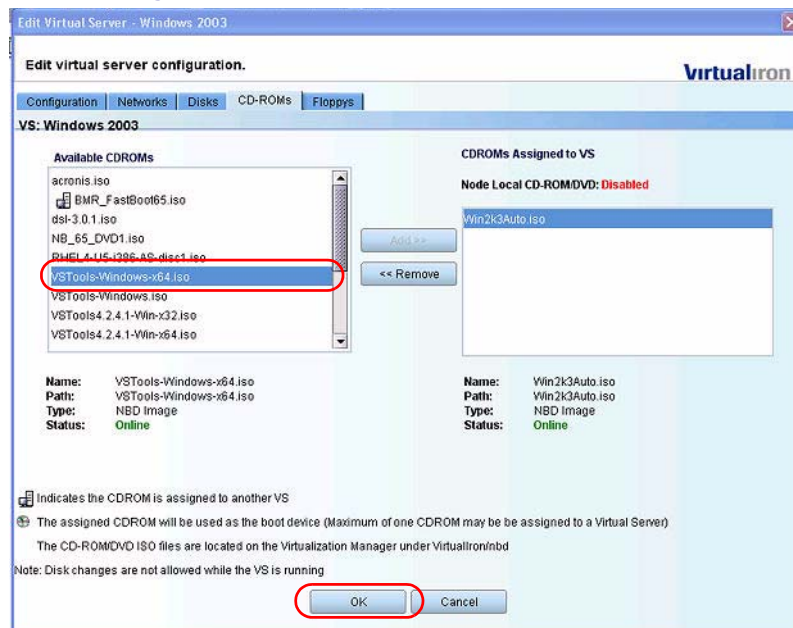 Edit Virtual Server - Windows 2003
Edit virtual server configuration.
Virtualiron
Configuration Networks Disks CD-ROMs Floppys
VS: Windows 2003
Available CDROMs
acronis.iso
BMR_FastBoot65.iso
dsl-3.0.1.iso
NB_65_DVD1.iso
RHEL4-U5-i386-AS-disc1.iso
VSTools-Windows-x64.iso
VSTools-Windows.iso
VSTools4.2.4.1-Win-x32.iso
VSTools4.2.4.1-Win-x64.iso
Add >>
<< Remove
CDROMs Assigned to VS
Node Local CD-ROM/DVD: Disabled
Win2k3Auto.iso
Name: VSTools-Windows-x64.iso
Path: VSTools-Windows-x64.iso
Type: NBD Image
Status: Online
Name: Win2k3Auto.iso
Path: Win2k3Auto.iso
Type: NBD Image
Status: Online
Indicates the CDROM is assigned to another VS
The assigned CDROM will be used as the boot device (Maximum of one CDROM may be be assigned to a Virtual Server)
The CD-ROM/DVD ISO files are located on the Virtualization Manager under VirtualIron/nbd
Note: Disk changes are not allowed while the VS is running
OK Cancel